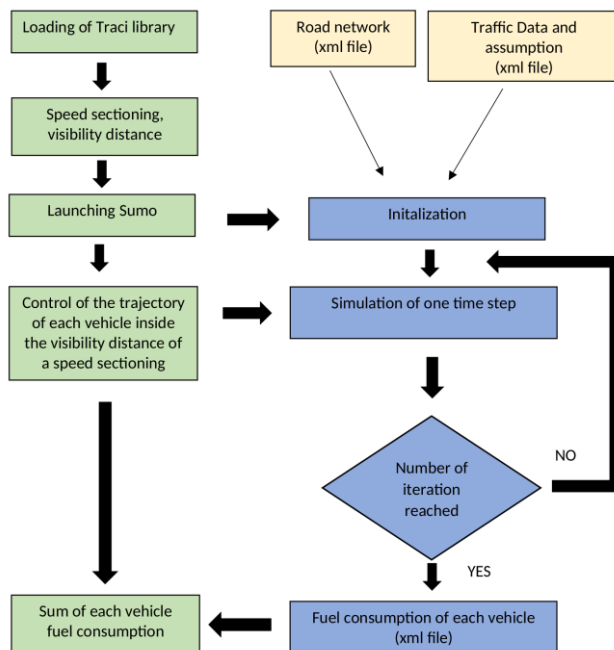 Loading of Traci library
Road network
(xml file)
Traffic Data and
assumption
(xml file)
Speed sectioning,
visibility distance
Launching Sumo
Initalization
Control of the trajectory
of each vehicle inside
the visibility distance of
a speed sectioning
Simulation of one time step
Number of
iteration
reached
NO
YES
Sum of each vehicle
fuel consumption
Fuel consumption of each vehicle
(xml file)